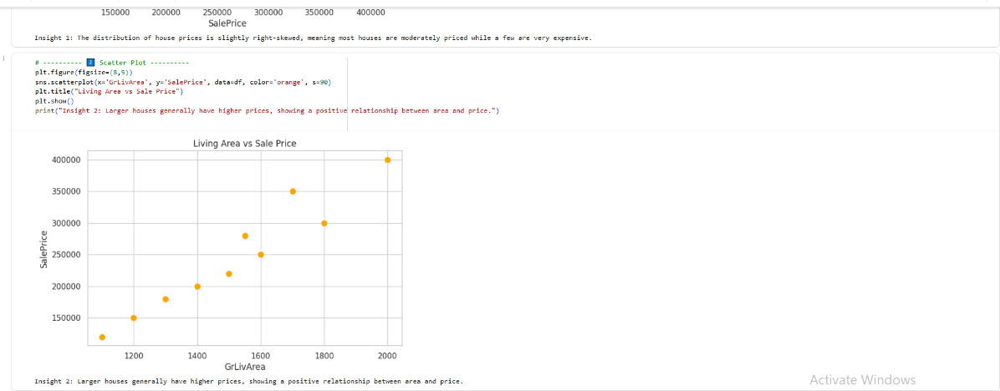 150000 200000 250000 300000 350000 400000
SalePrice
Insight 1: The distribution of house prices is slightly right-skewed, meaning most houses are moderately priced while a few are very expensive.
]
# ---------- 2 Scatter Plot ----------
plt.figure(figsize=(8,5))
sns.scatterplot(x='GrLivArea', y='SalePrice', data=df, color='orange', s=90)
plt.title("Living Area vs Sale Price")
plt.show()
print("Insight 2: Larger houses generally have higher prices, showing a positive relationship between area and price.")
Living Area vs Sale Price
400000
350000
300000
250000
200000
150000
SalePrice
1200 1400 1600 1800 2000
GrLivArea
Insight 2: Larger houses generally have higher prices, showing a positive relationship between area and price.
Activate Windows